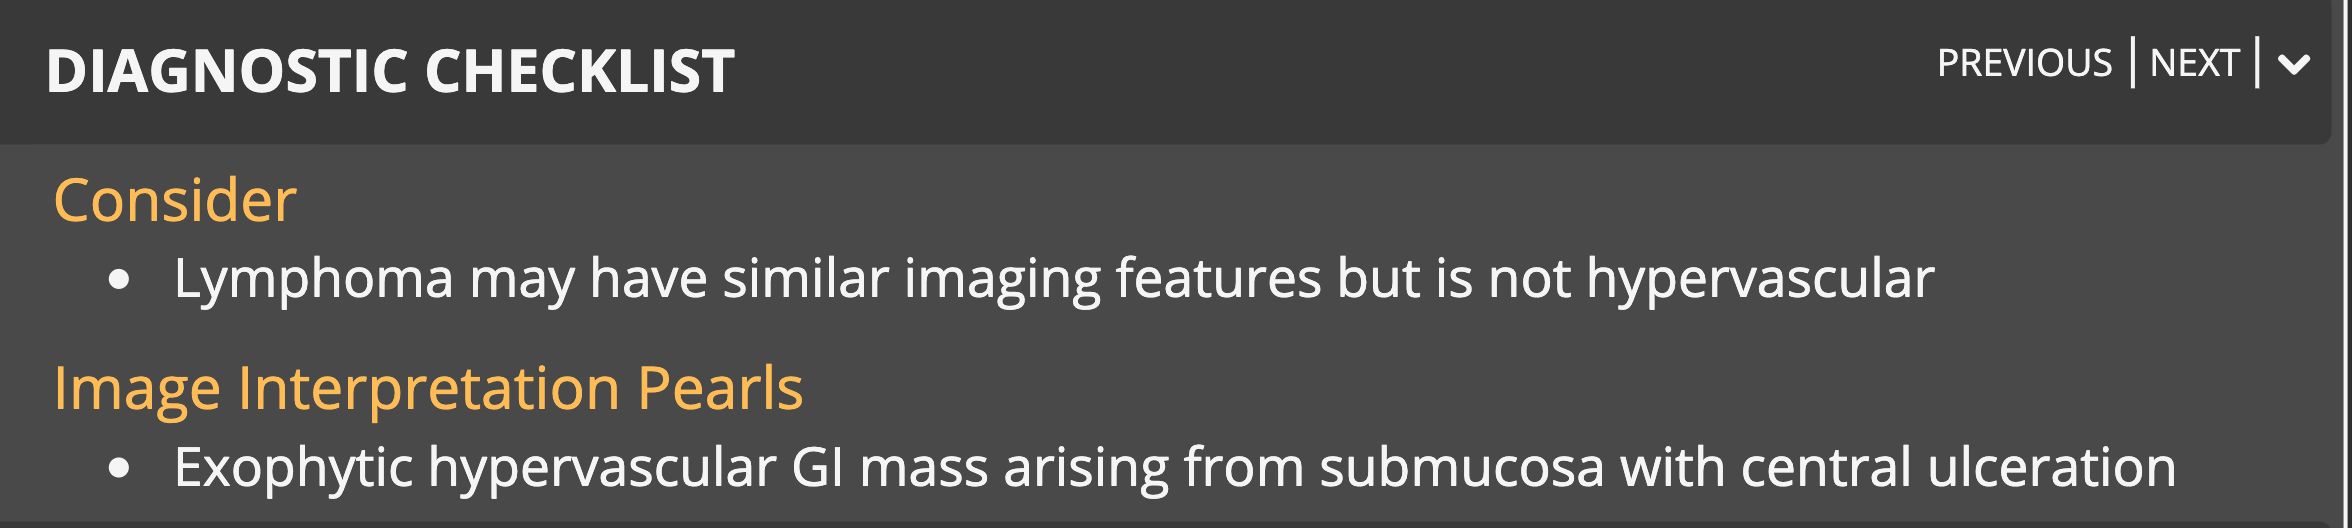 DIAGNOSTIC CHECKLIST
PREVIOUS | NEXT |
Consider
• Lymphoma may have similar imaging features but is not hypervascular
Image Interpretation Pearls
• Exophytic hypervascular GI mass arising from submucosa with central ulceration